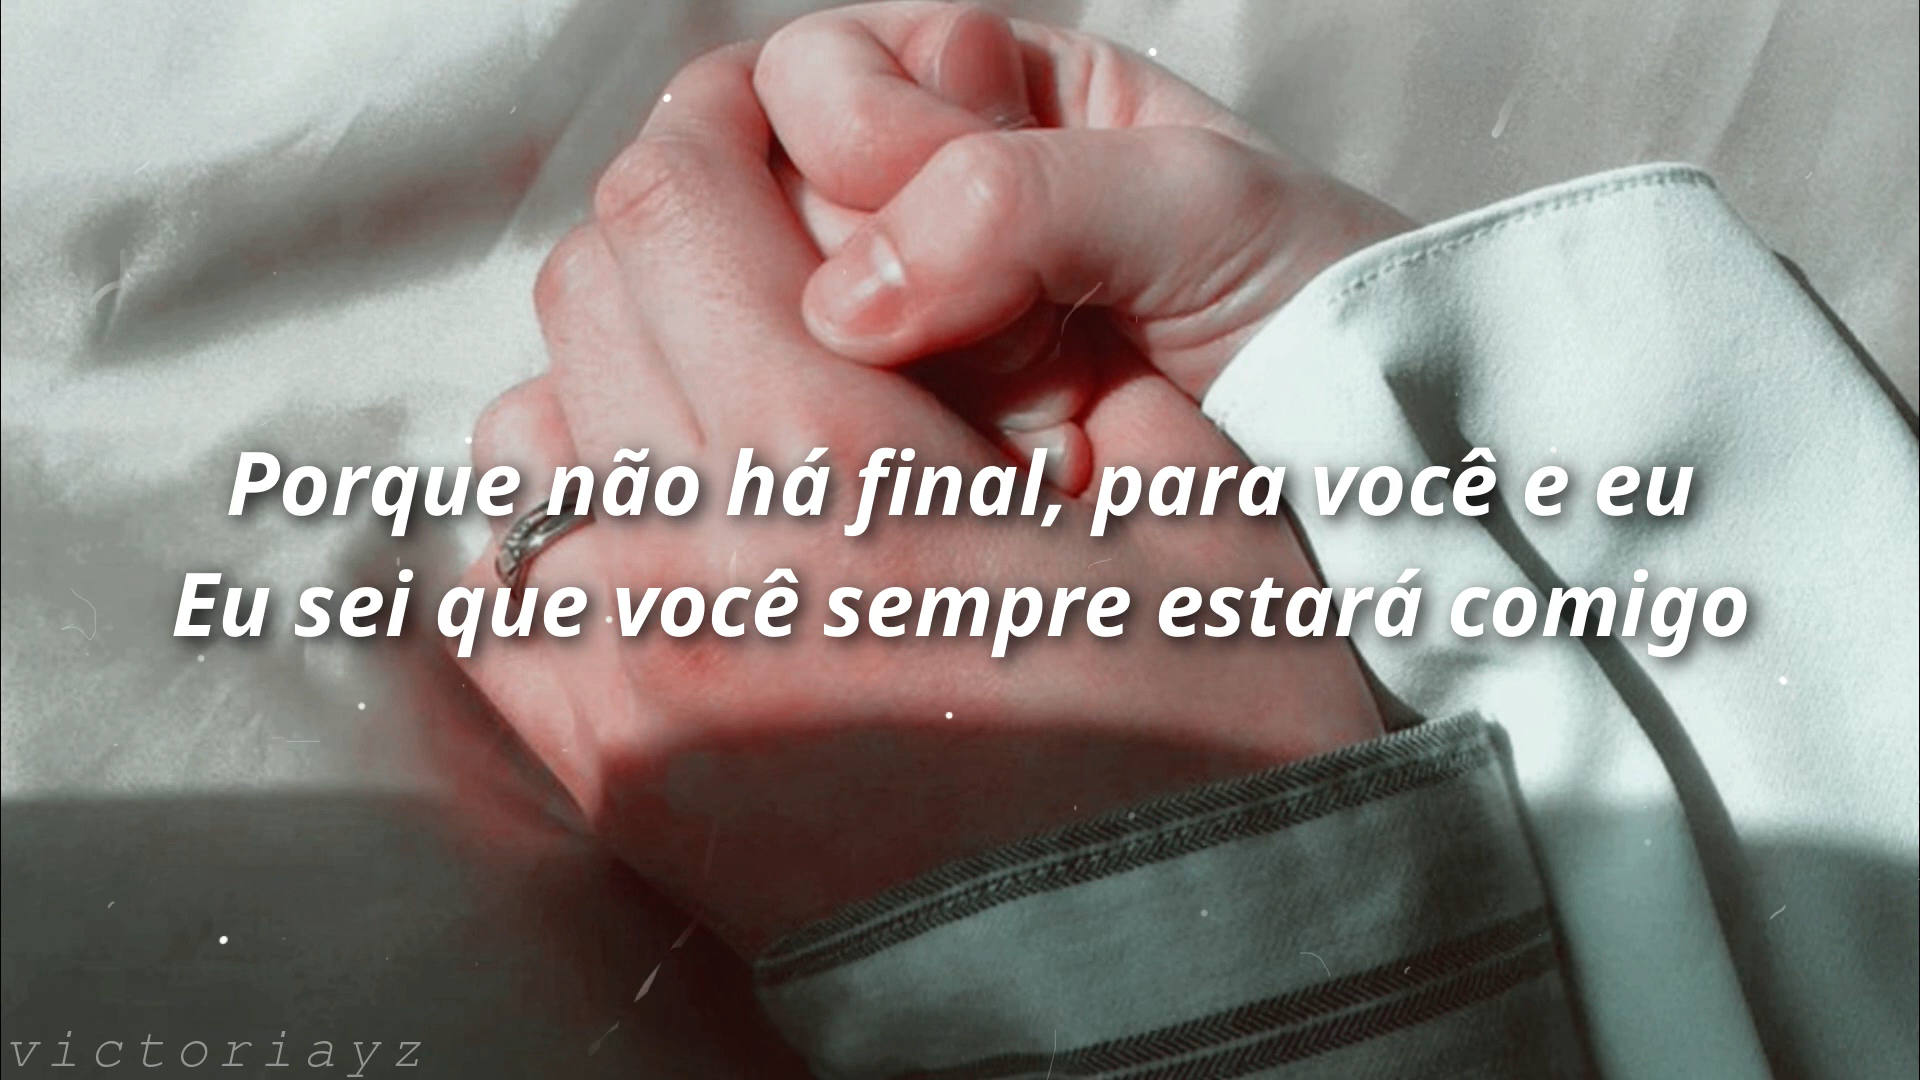 Porque não há final, para você e eu
Eu sei que você sempre estará comigo
victoriayz